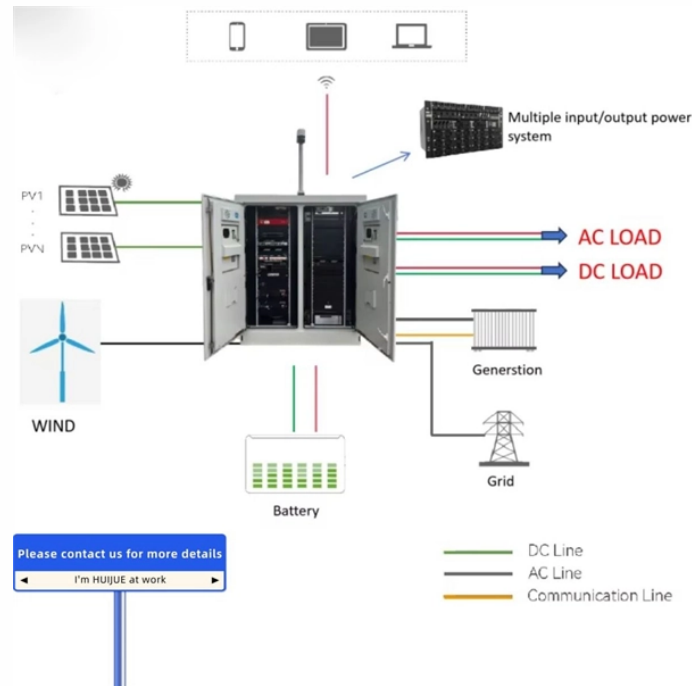 Multiple input/output power
system
PV1
PVN
AC LOAD
DC LOAD
Generstion
WIND
Grid
Battery
Please contact us for more details
I'm HUIJUE at work
DC Line
AC Line
Communication Line